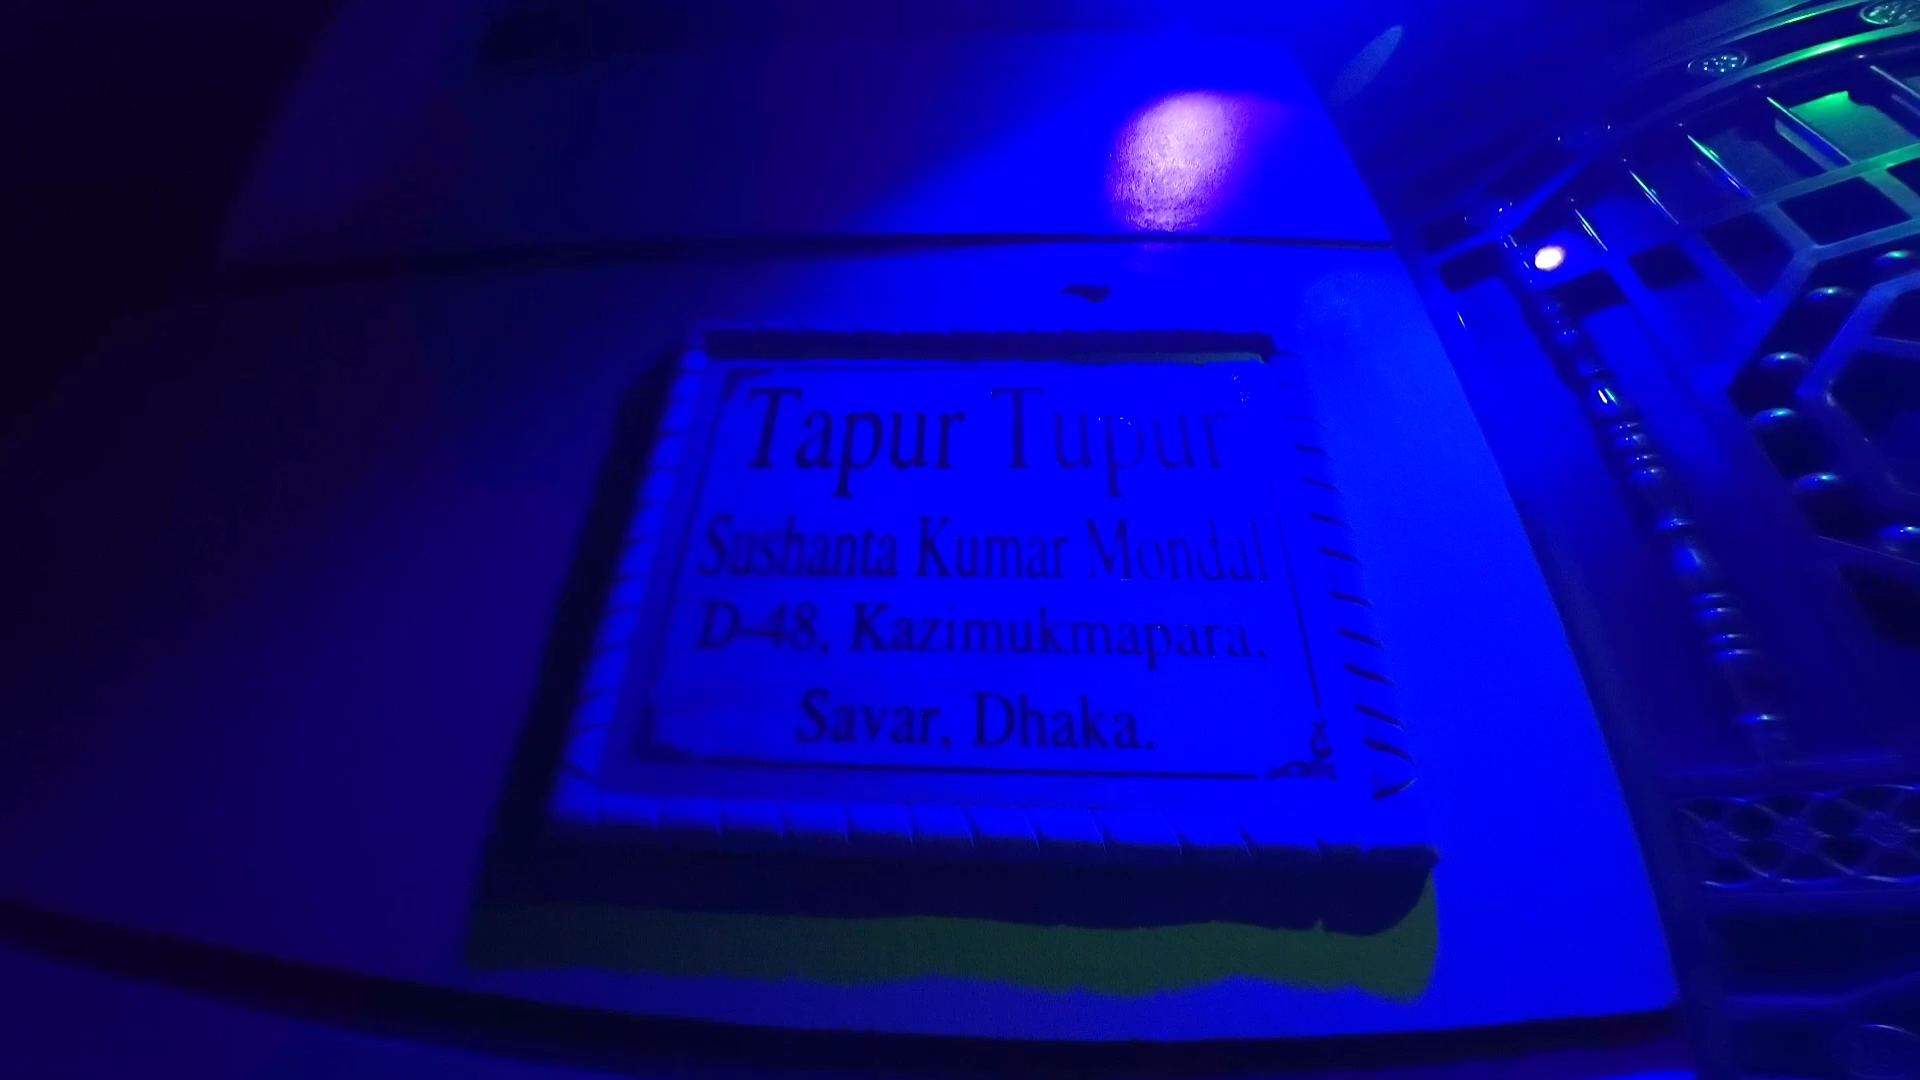 Tapur Tupur
Sushanta Kumar Mondal
D-48, Kazimukmapara,
Savar, Dhaka.